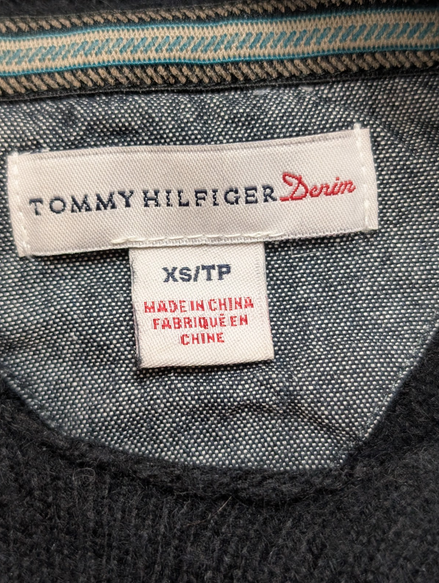 TOMMY HILFIGER Denim
XS/TP
MADE IN CHINA
FABRIQUÉ EN
CHINE